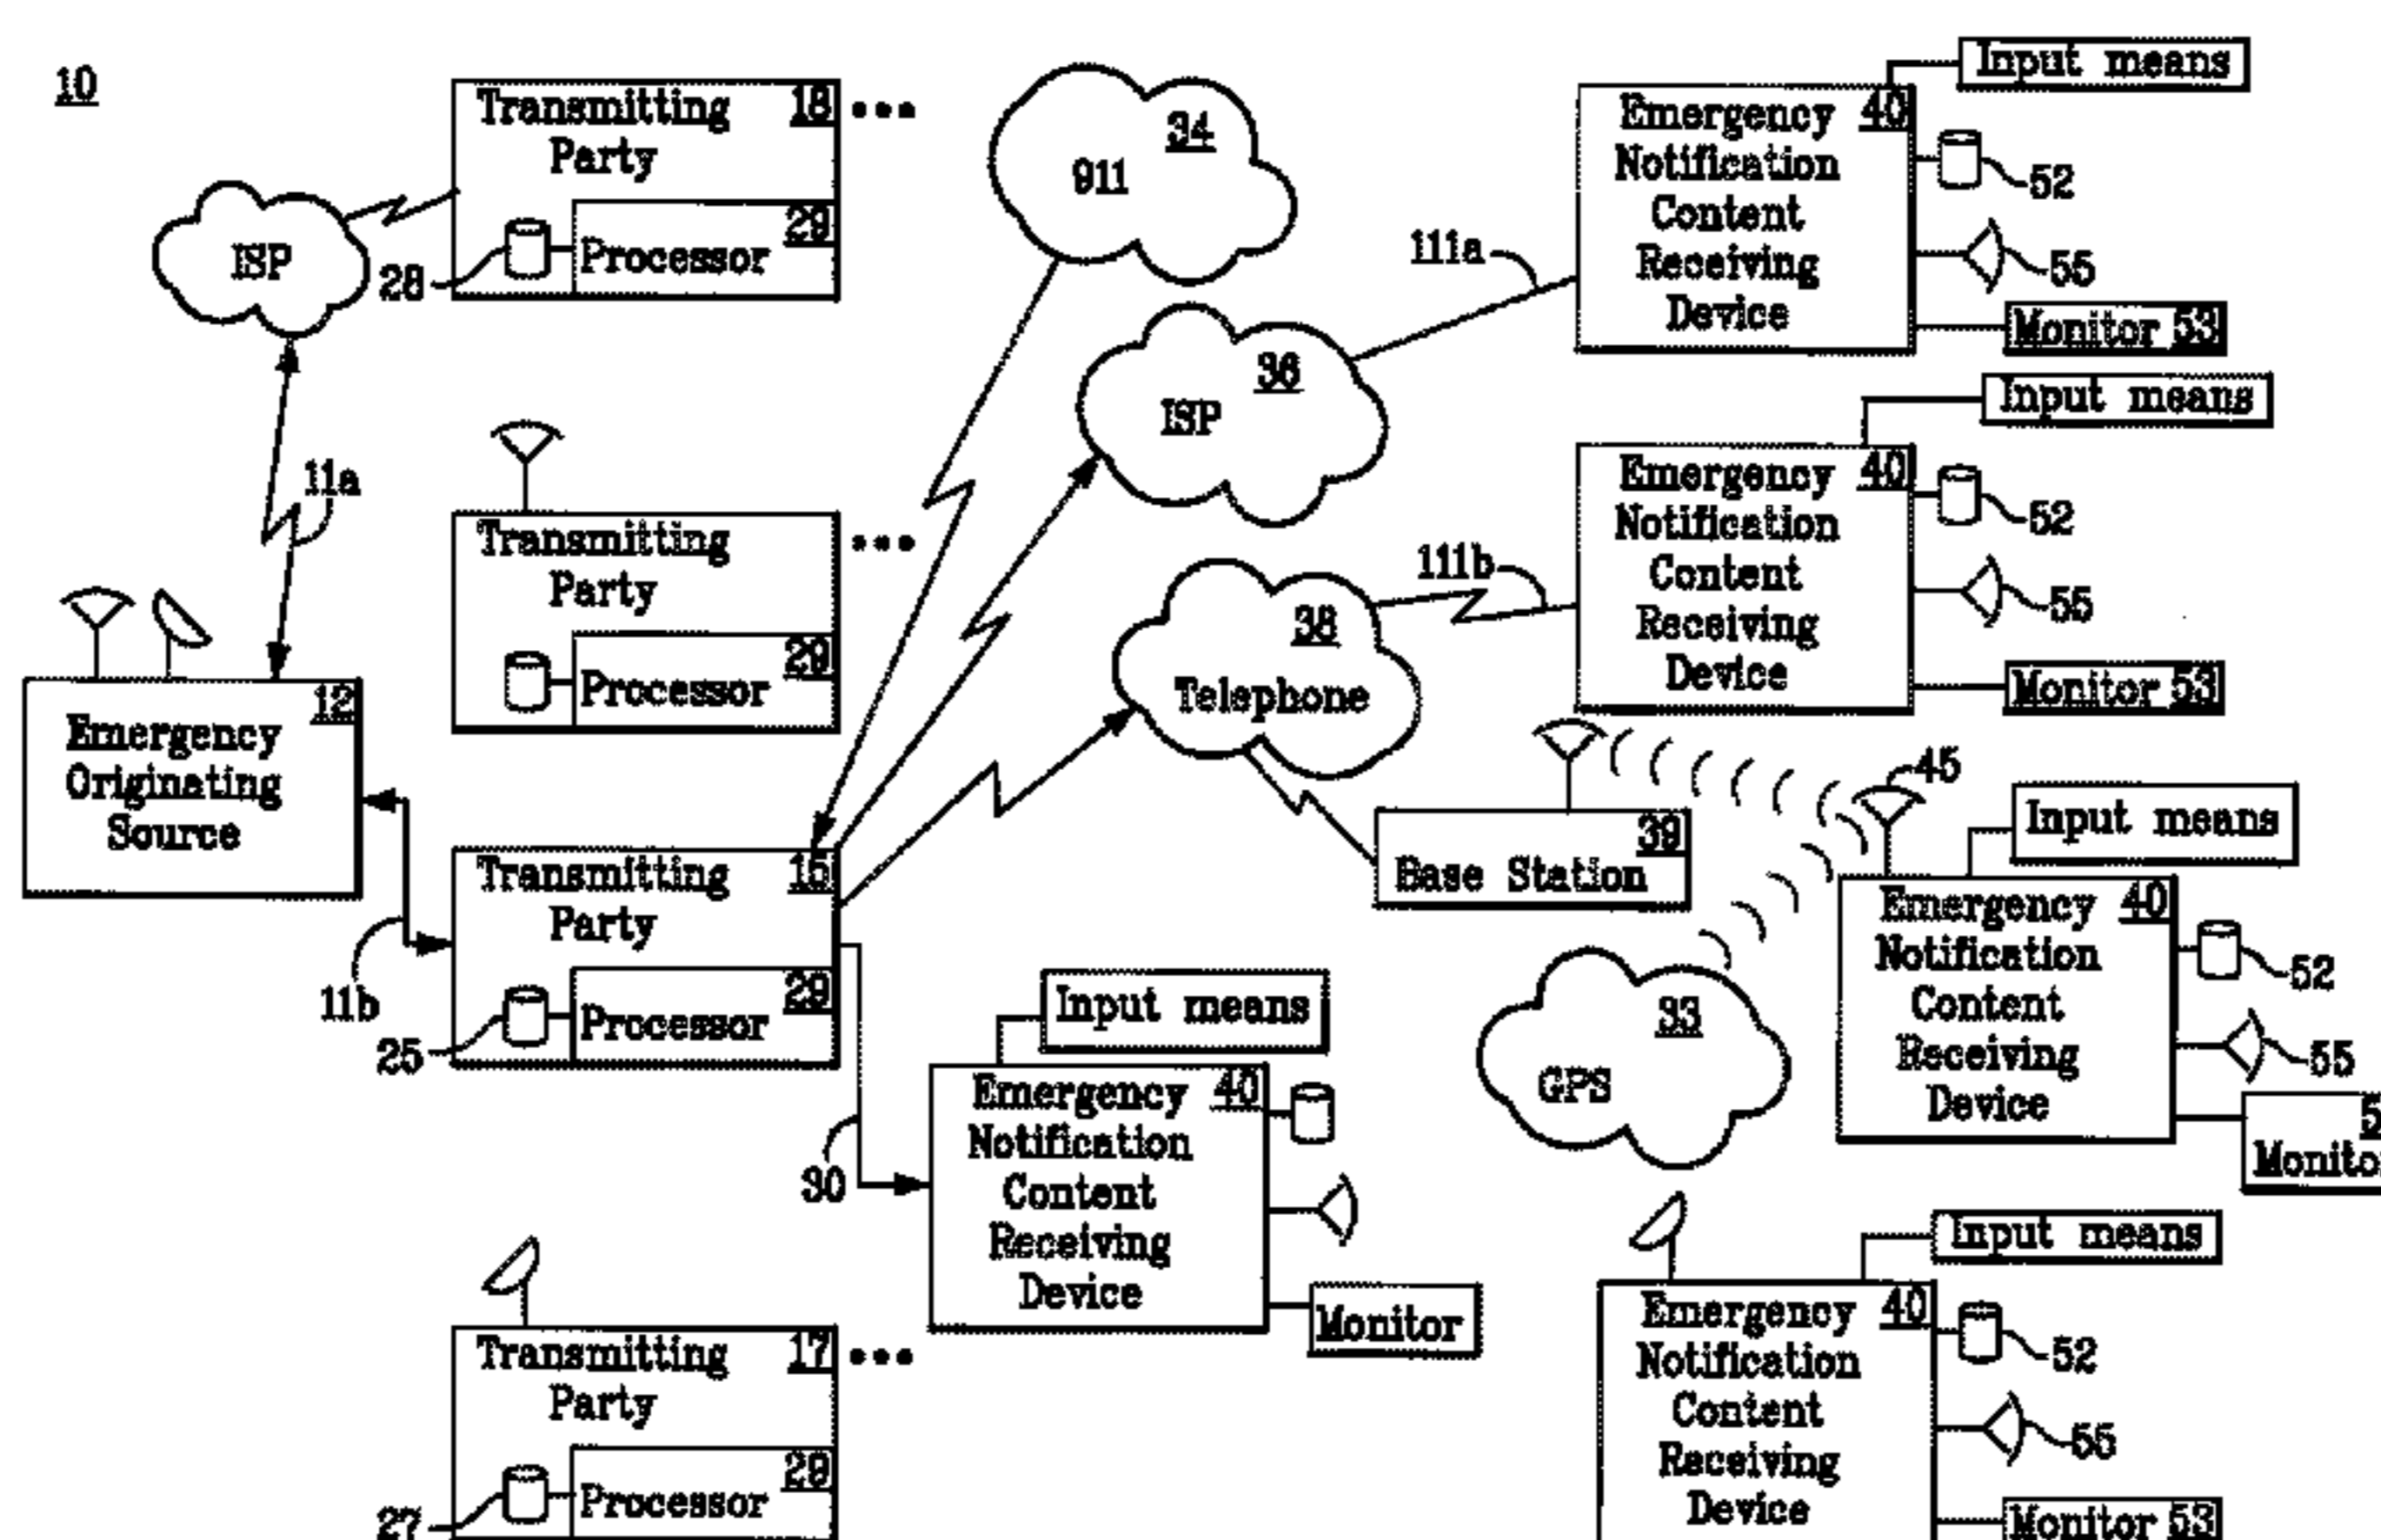 10
Transmitting 18
Party
Processor 29
28
ISP
11a
Transmitting
Party
Processor 29
Emergency 12
Originating
Source
11b
Transmitting 15
Party
Processor 29
25
30
Transmitting 17
Party
Processor 29
27
34
911
36
ISP
38
Telephone
111a
111b
Base Station 39
33
GPS
Input means
Emergency 40
Notification
Content
Receiving
Device
Monitor
Input means
Emergency 40
Notification
Content
Receiving
Device
52
55
Monitor 53
Input means
Emergency 40
Notification
Content
Receiving
Device
52
55
Monitor 53
45
Input means
Emergency 40
Notification
Content
Receiving
Device
52
55
Input means
Emergency 40
Notification
Content
Receiving
Device
52
55
Monitor 53